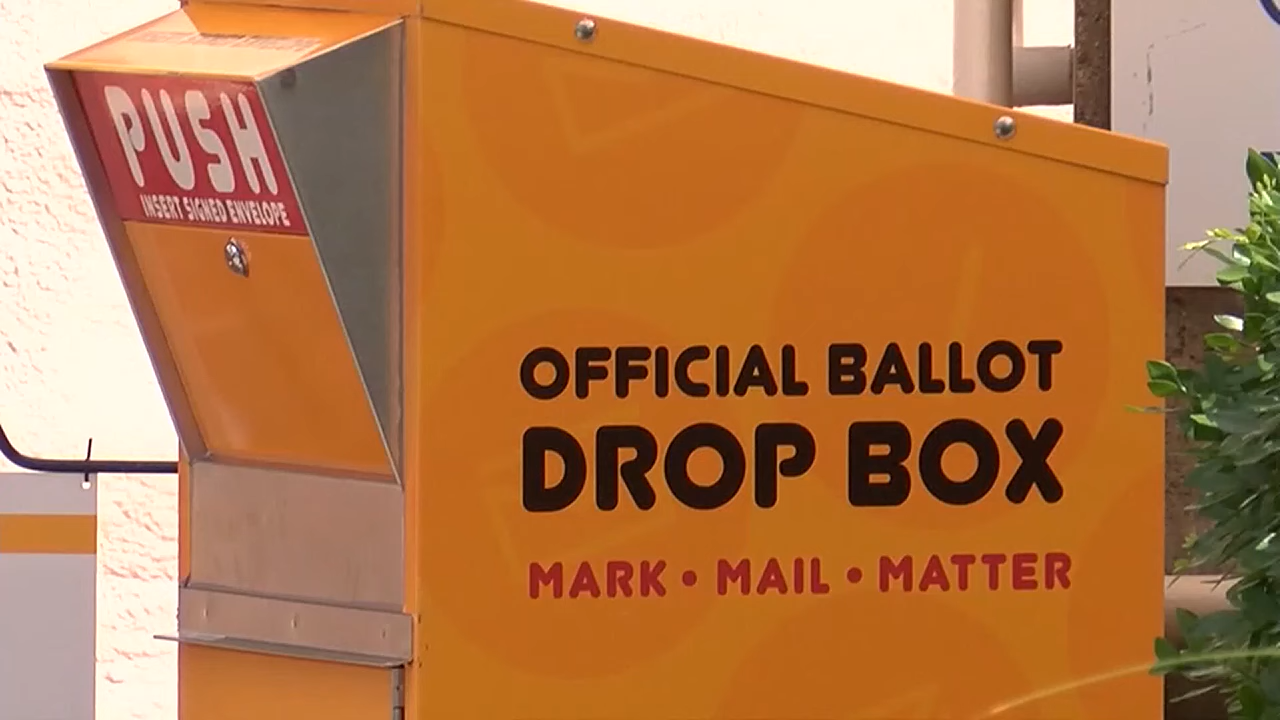 PUSH
INSERT SIGNED ENVELOPE
OFFICIAL BALLOT
DROP BOX
MARK • MAIL • MATTER